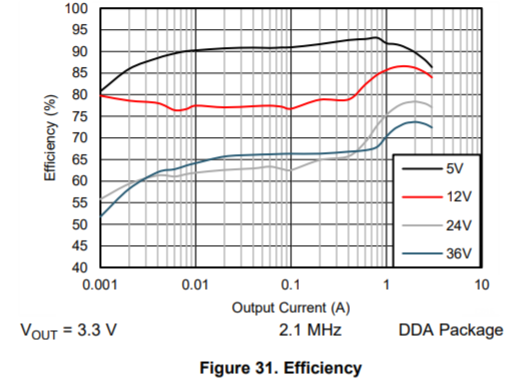 100
95
90
85
80
75
70
65
60
55
50
45
40
Efficiency (%)
5V
12V
24V
36V
0.001 0.01 0.1 1 10
Output Current (A)
VOUT = 3.3 V 2.1 MHz DDA Package
Figure 31. Efficiency